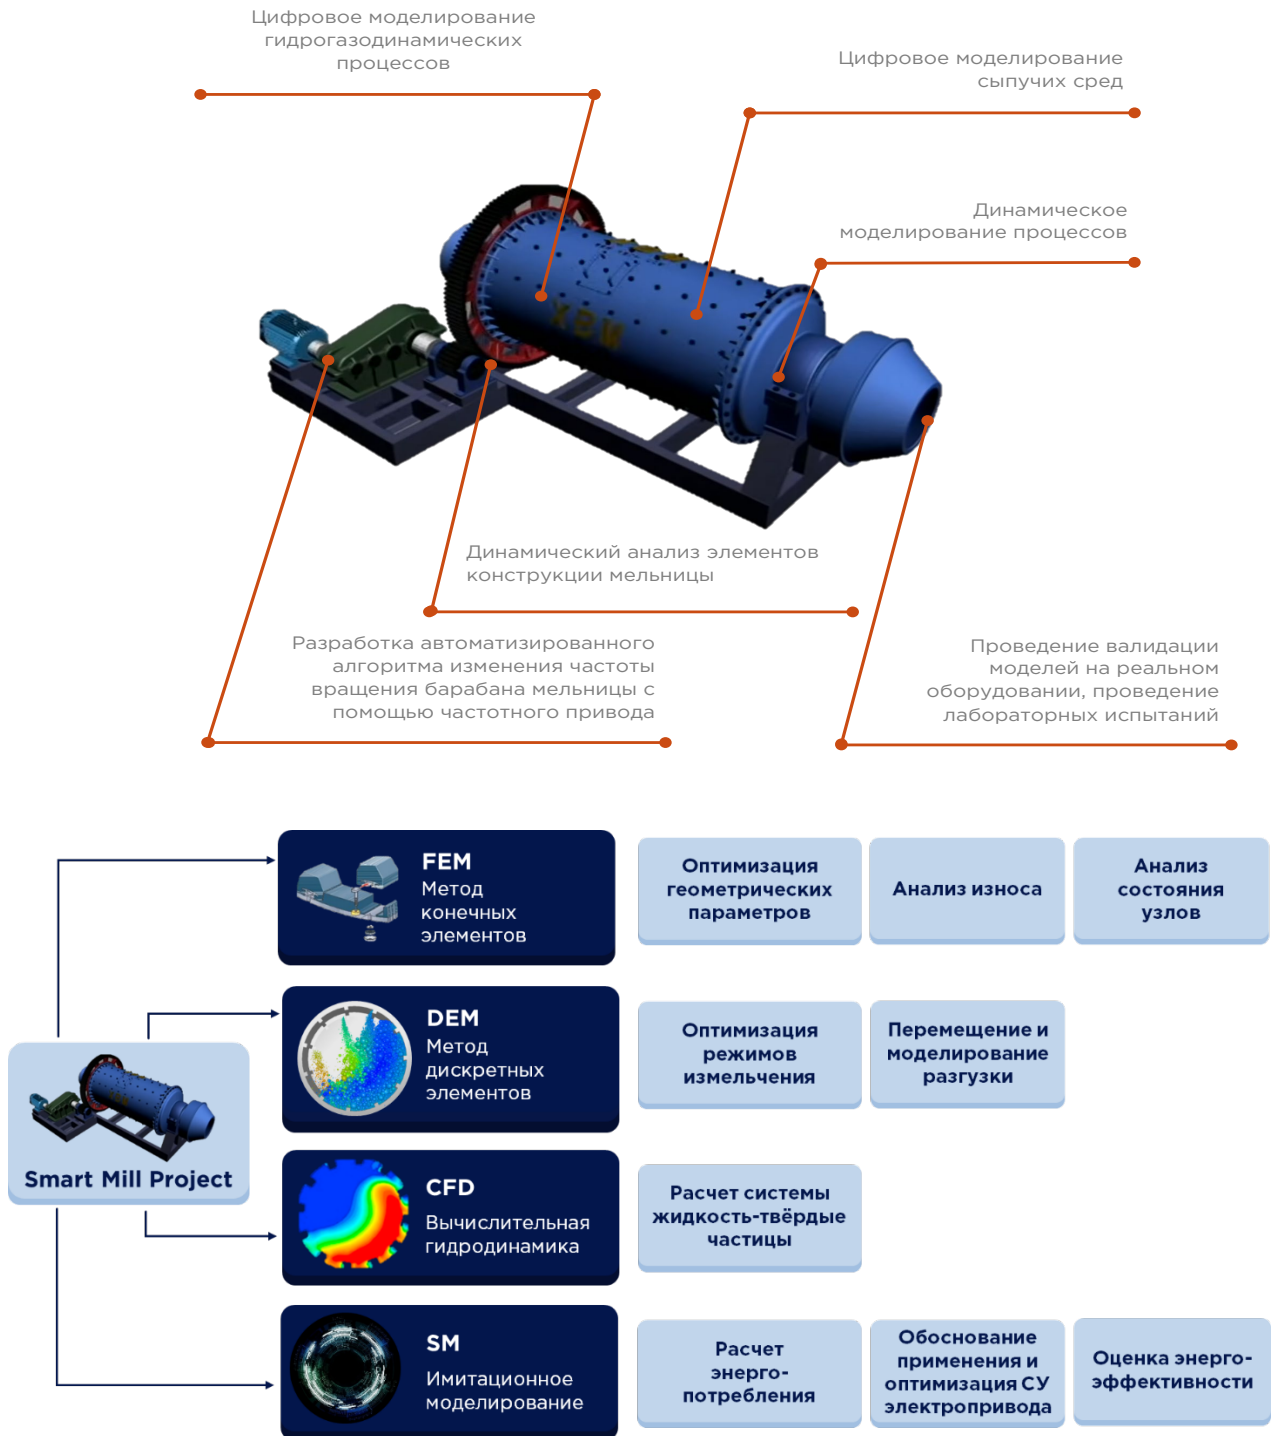 Цифровое моделирование
гидрогазодинамических
процессов
Цифровое моделирование
сыпучих сред
Динамическое
моделирование процессов
XBM
Динамический анализ элементов
конструкции мельницы
Разработка автоматизированного
алгоритма изменения частоты
вращения барабана мельницы с
помощью частотного привода
Проведение валидации
моделей на реальном
оборудовании, проведение
лабораторных испытаний
FEM
Метод
конечных
элементов
Оптимизация
геометрических
параметров
Анализ износа
Анализ
состояния
узлов
DEM
Метод
дискретных
элементов
Оптимизация
режимов
измельчения
Перемещение и
моделирование
разгузки
Smart Mill Project
CFD
Вычислительная
гидродинамика
Расчет системы
жидкость-твёрдые
частицы
SM
Имитационное
моделирование
Расчет
энерго-
потребления
Обоснование
применения и
оптимизация СУ
электропривода
Оценка энерго-
эффективности